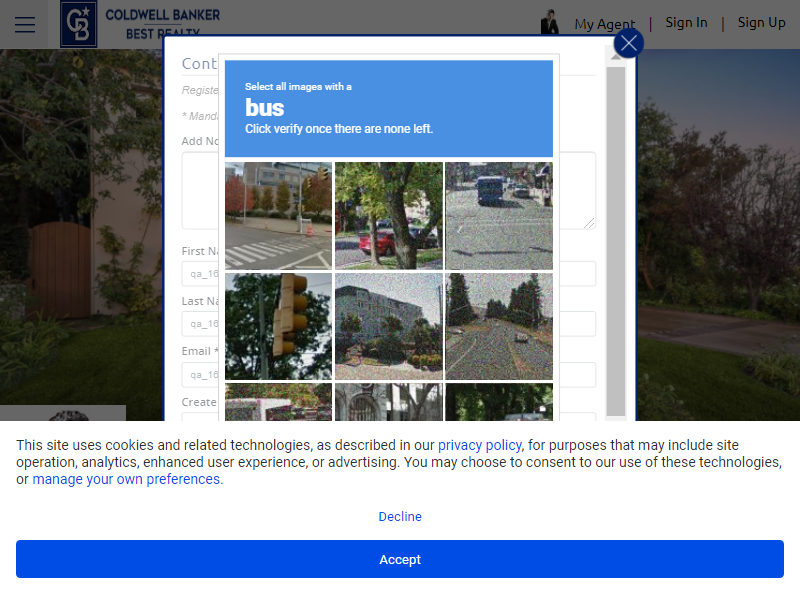 COLDWELL BANKER
BEST REALTY
My Agent | Sign In | Sign Up
Select all images with a
bus
Click verify once there are none left.
* Mand
Add No
First Na
qa_16
Last Na
qa_16
Email *
qa_16
Create
This site uses cookies and related technologies, as described in our privacy policy, for purposes that may include site
operation, analytics, enhanced user experience, or advertising. You may choose to consent to our use of these technologies,
or manage your own preferences.
Decline
Accept